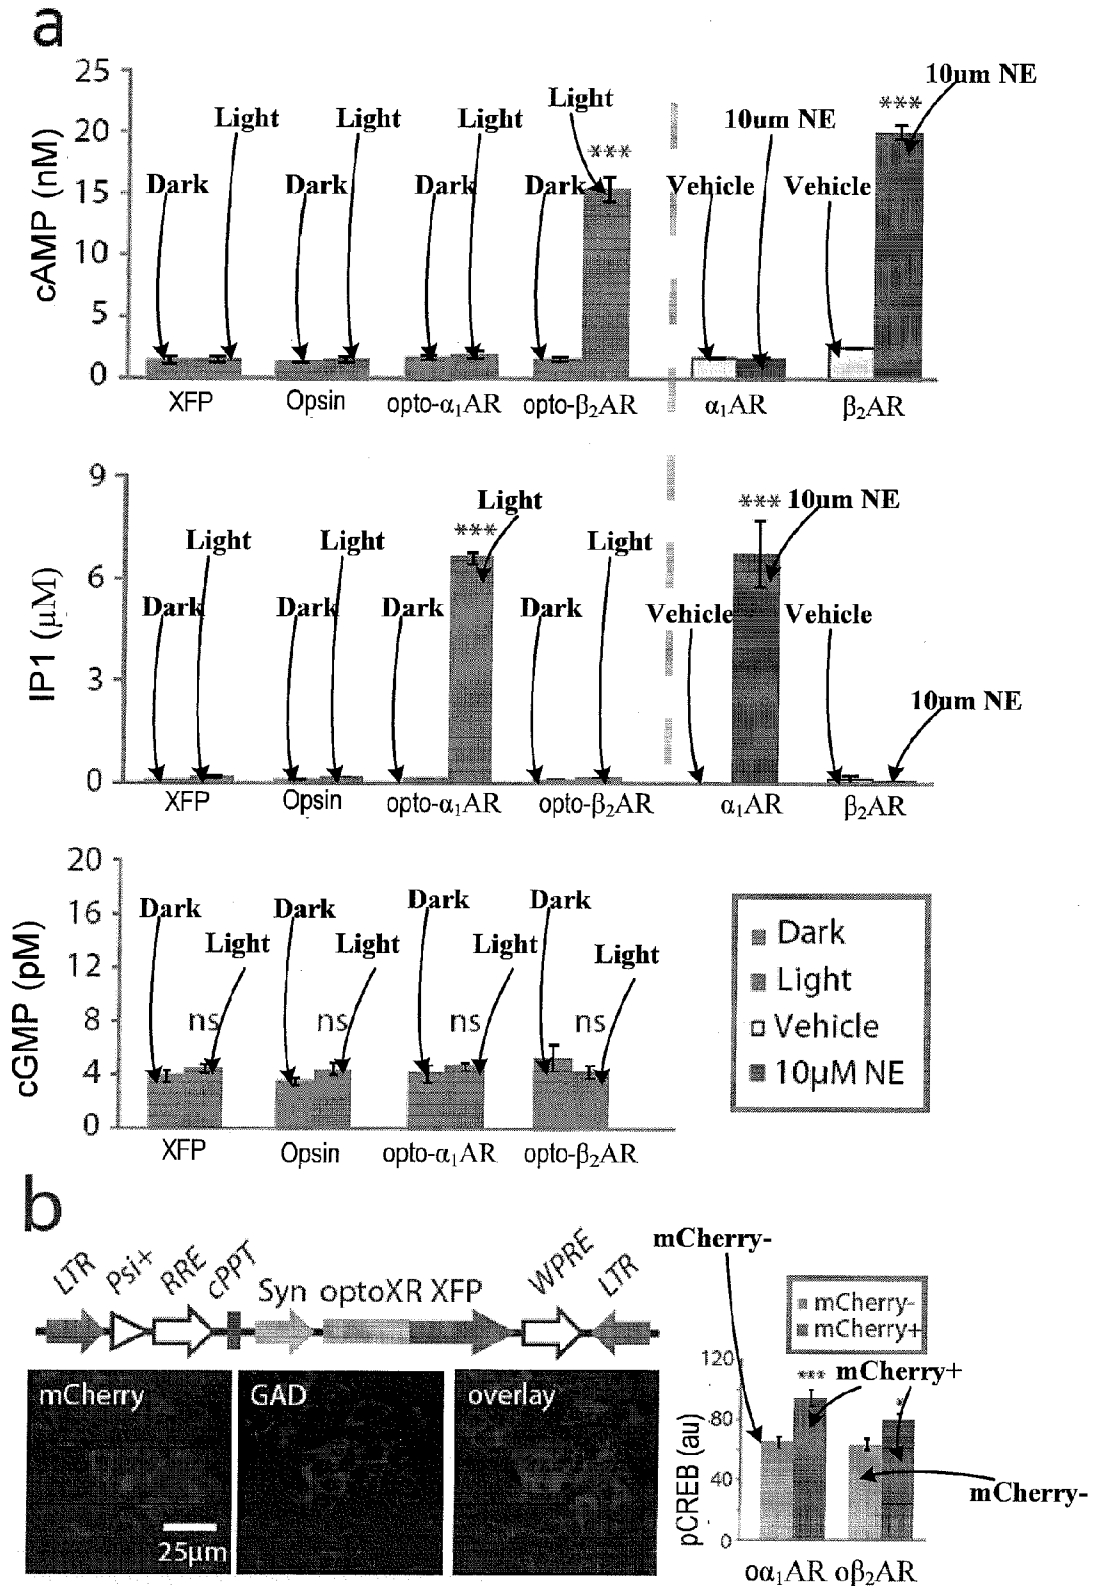 a
25
20
15
10
5
0
cAMP (nM)
Dark Light Dark Light Dark Light Dark Light *** Vehicle 10um NE Vehicle *** 10um NE
XFP Opsin opto-α₁AR opto-β₂AR α₁AR β₂AR
9
6
3
0
IP1 (μM)
Dark Light Dark Light Dark *** Light Dark Light Vehicle *** 10um NE Vehicle 10um NE
XFP Opsin opto-α₁AR opto-β₂AR α₁AR β₂AR
20
16
12
8
4
0
cGMP (pM)
Dark Light Dark Light Dark Light Dark Light
ns ns ns ns
XFP Opsin opto-α₁AR opto-β₂AR
Dark
Light
Vehicle
10µM NE
b
LTR Psi+ RRE cPPT Syn optoXR XFP WPRE LTR
mCherry GAD overlay
25µm
mCherry-
mCherry-
mCherry+
120
80
40
0
pCREB (au)
*** mCherry+
*
mCherry-
oα₁AR oβ₂AR